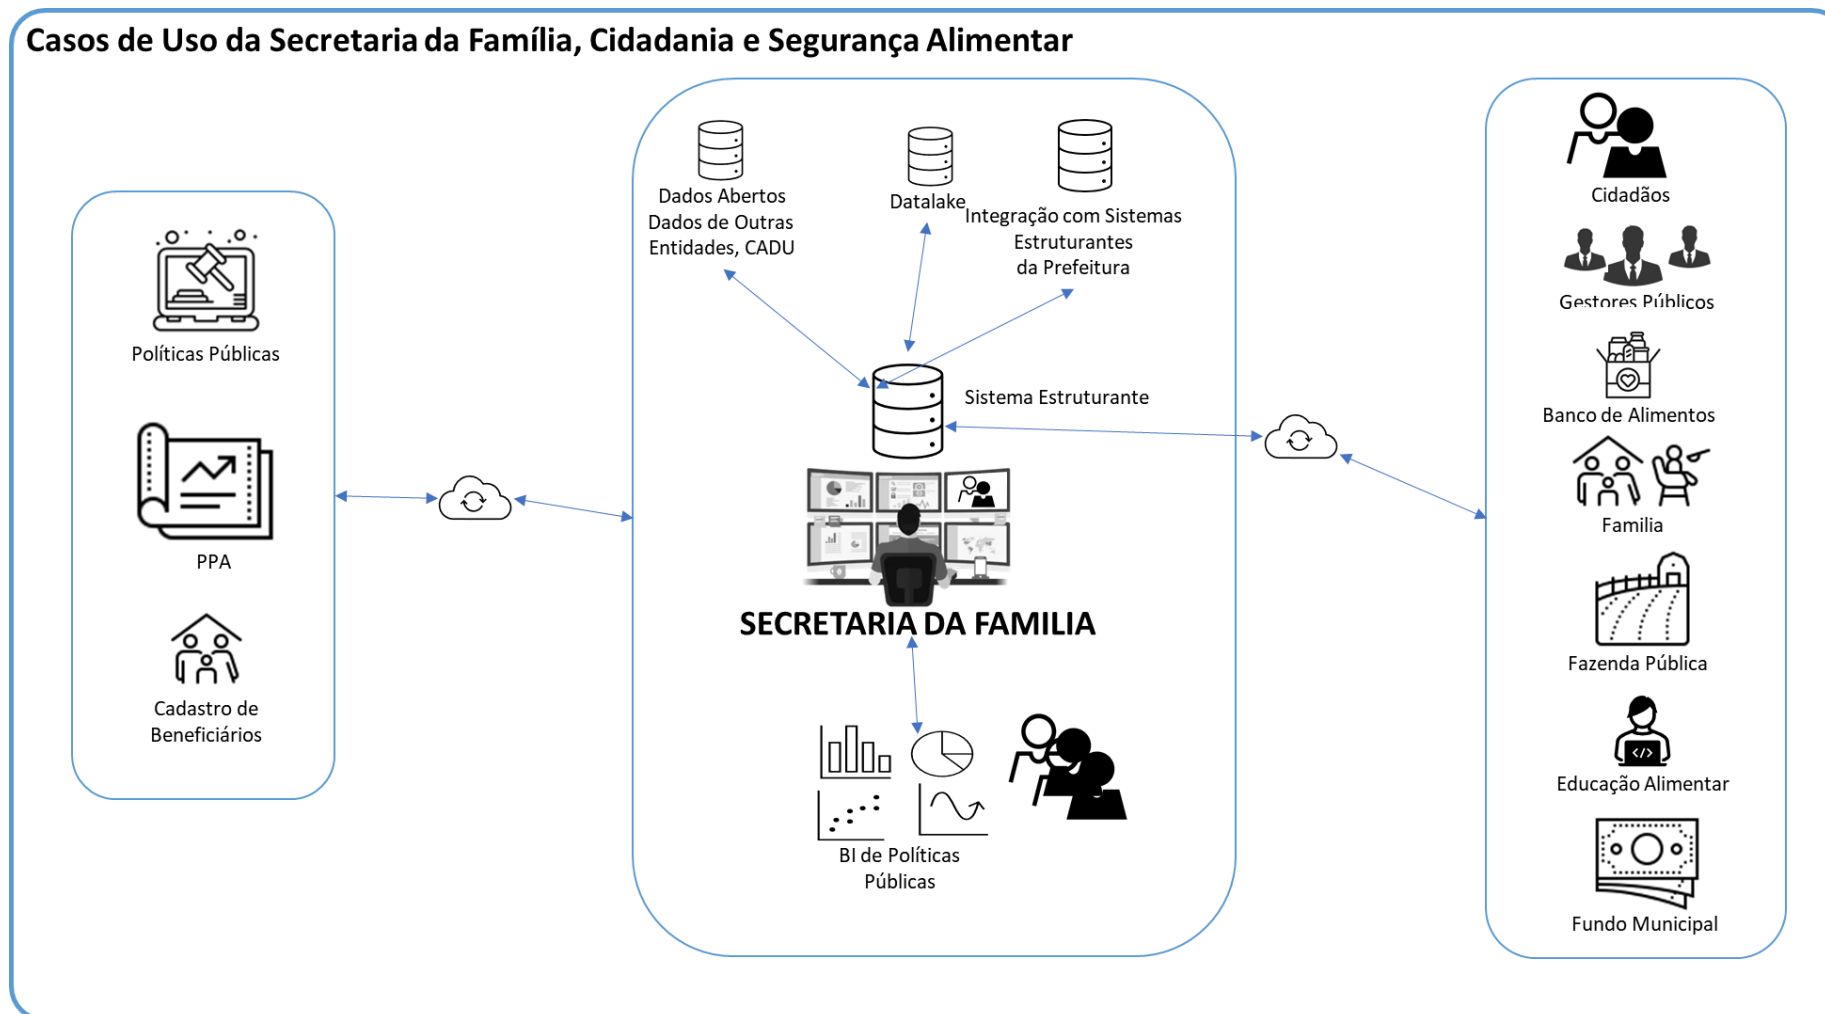 Casos de Uso da Secretaria da Família, Cidadania e Segurança Alimentar
Políticas Públicas
PPA
Cadastro de
Beneficiários
Dados Abertos
Dados de Outras
Entidades, CADU
Datalake
Integração com Sistemas
Estruturantes
da Prefeitura
Sistema Estruturante
SECRETARIA DA FAMILIA
BI de Políticas
Públicas
Cidadãos
Gestores Públicos
Banco de Alimentos
Familia
Fazenda Pública
Educação Alimentar
Fundo Municipal